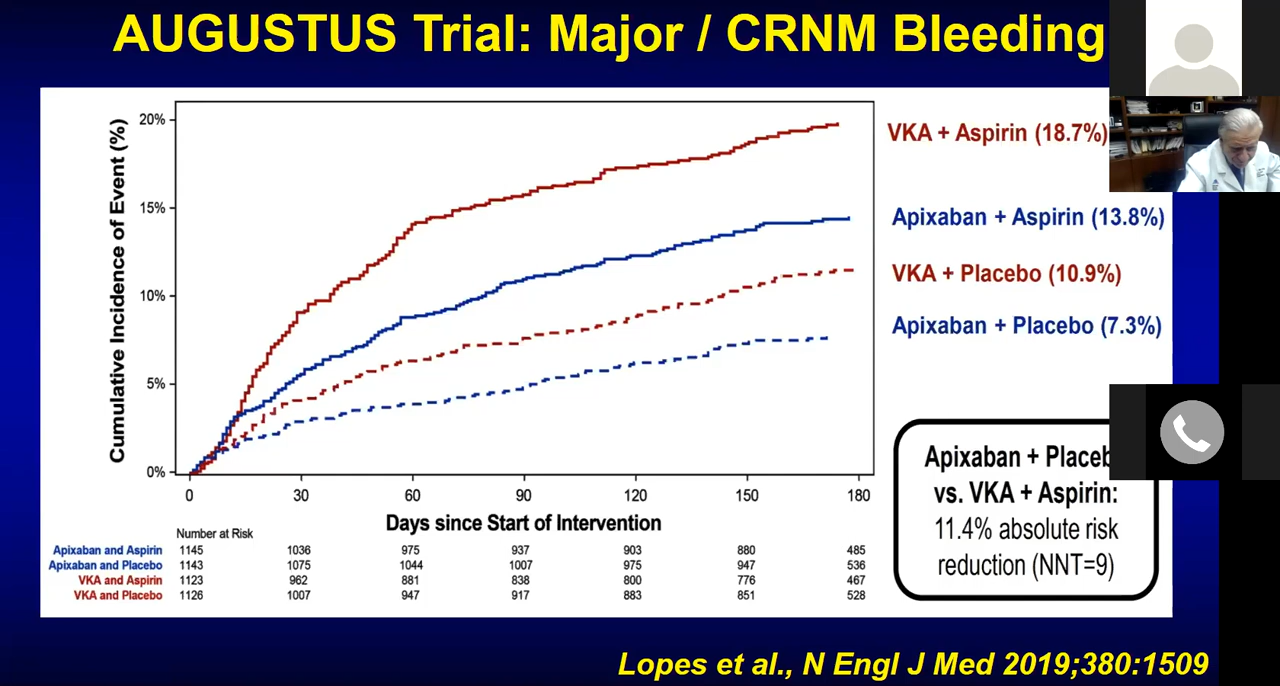 AUGUSTUS Trial: Major / CRNM Bleeding
Cumulative Incidence of Event (%)
20%
15%
10%
5%
0%
0 30 60 90 120 150 180
Days since Start of Intervention
VKA + Aspirin (18.7%)
Apixaban + Aspirin (13.8%)
VKA + Placebo (10.9%)
Apixaban + Placebo (7.3%)
Apixaban + Placeb
vs. VKA + Aspirin:
11.4% absolute risk
reduction (NNT=9)
Number at Risk
Apixaban and Aspirin 1145 1036 975 937 903 880 485
Apixaban and Placebo 1143 1075 1044 1007 975 947 536
VKA and Aspirin 1123 962 881 838 800 776 467
VKA and Placebo 1126 1007 947 917 883 851 528
Lopes et al., N Engl J Med 2019;380:1509